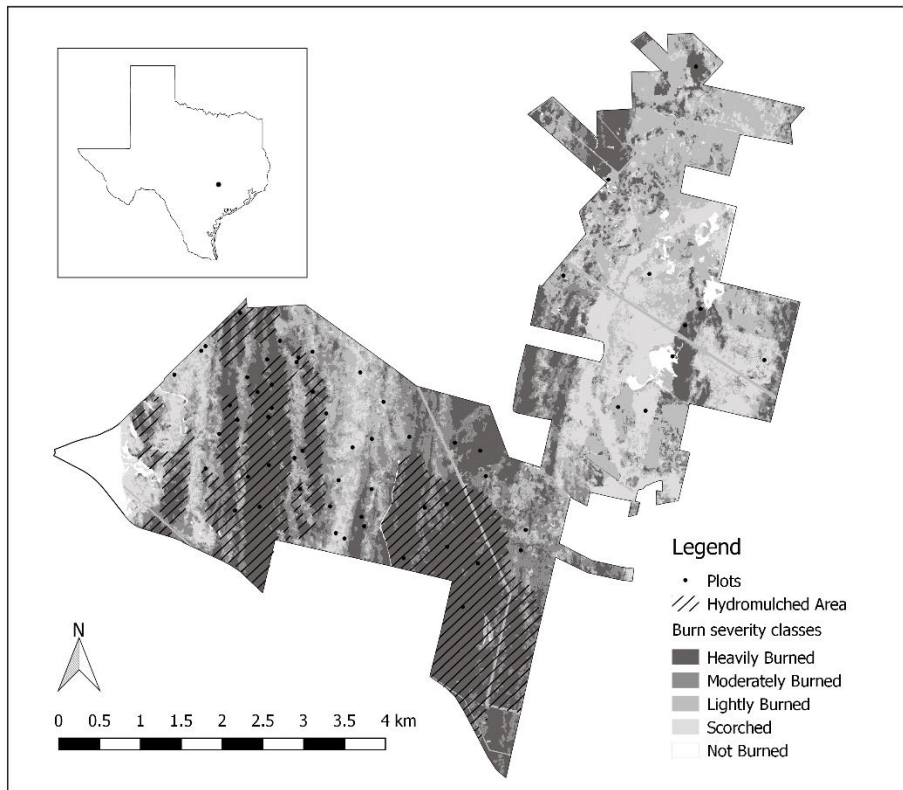 Legend
Plots
Hydromulched Area
Burn severity classes
Heavily Burned
Moderately Burned
Lightly Burned
Scorched
Not Burned
N
0 0.5 1 1.5 2 2.5 3 3.5 4 km